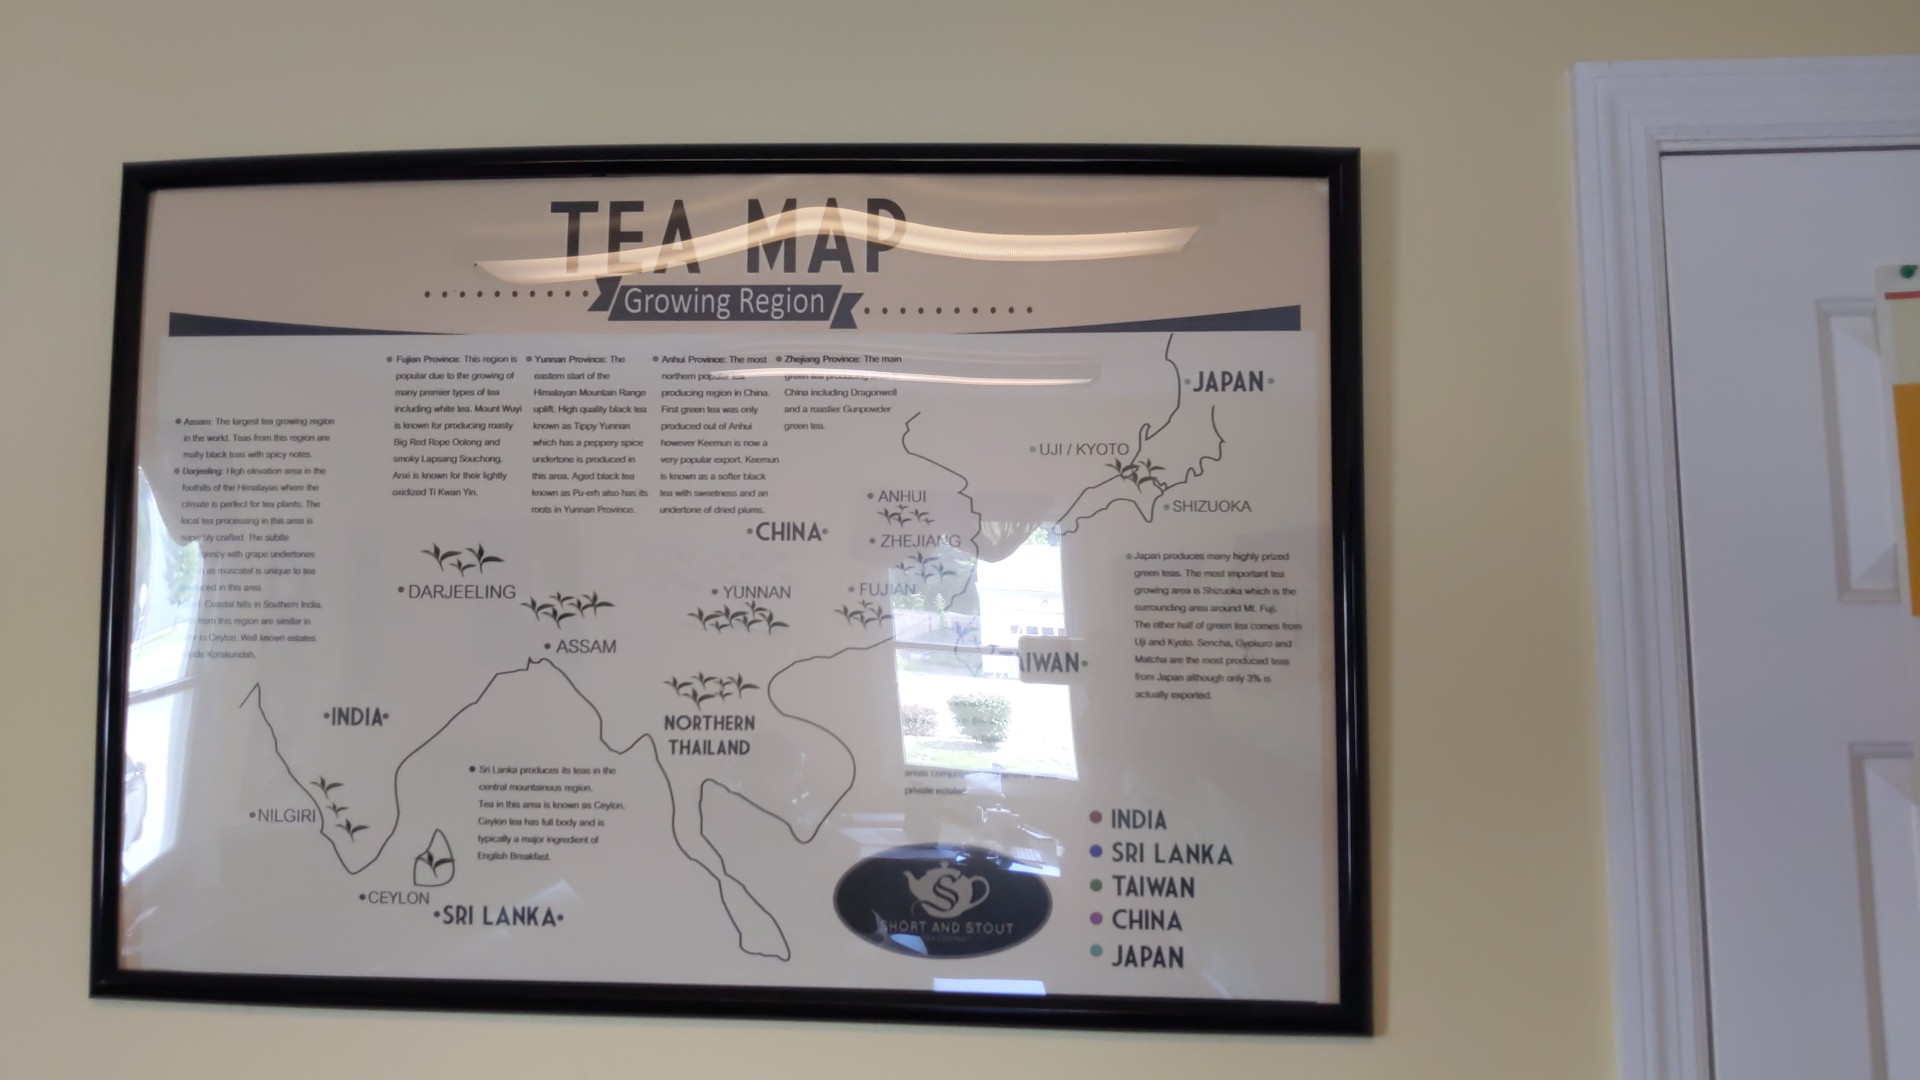 TEA MAP
Growing Region
Assam: The largest tea growing region
in the world. Teas from this region are
malty black teas with spicy notes.
Darjeeling: High elevation area in the
foothills of the Himalayas where the
climate is perfect for tea plants. The
local tea processing in this area is
crafted. The subtle
with grape undertones
as muscatel is unique to tea
in this area.
Coastal hills in Southern India.
from this region are similar in
to Ceylon. Well known estates
Korakundah.
Fujian Province: This region is
popular due to the growing of
many premier types of tea
including white tea. Mount Wuyi
is known for producing roasty
Big Red Rope Oolong and
smoky Lapsang Souchong.
Anxi is known for their lightly
oxidized Ti Kwan Yin.
Yunnan Province: The
eastern start of the
Himalayan Mountain Range
uplift. High quality black tea
known as Tippy Yunnan
which has a peppery spice
undertone is produced in
this area. Aged black tea
known as Pu-erh also has its
roots in Yunnan Province.
Anhui Province: The most
northern popular tea
producing region in China.
First green tea was only
produced out of Anhui
however Keemun is now a
very popular export. Keemun
is known as a softer black
tea with sweetness and an
undertone of dried plums.
Zhejiang Province: The main
green tea producing
China including Dragonwell
and a roastier Gunpowder
green tea.
•JAPAN•
UJI / KYOTO
SHIZUOKA
ANHUI
•CHINA•
ZHEJIANG
DARJEELING
YUNNAN
FUJIAN
ASSAM
Japan produces many highly prized
green teas. The most important tea
growing area is Shizuoka which is the
surrounding area around Mt. Fuji.
The other half of green tea comes from
Uji and Kyoto. Sencha, Gyokuro and
Matcha are the most produced teas
from Japan although only 3% is
actually exported.
TAIWAN•
•INDIA•
NORTHERN
THAILAND
Sri Lanka produces its teas in the
central mountainous region.
Tea in this area is known as Ceylon.
Ceylon tea has full body and is
typically a major ingredient of
English Breakfast.
areas
private
NILGIRI
CEYLON
•SRI LANKA•
S
SHORT AND STOUT
INDIA
SRI LANKA
TAIWAN
CHINA
JAPAN